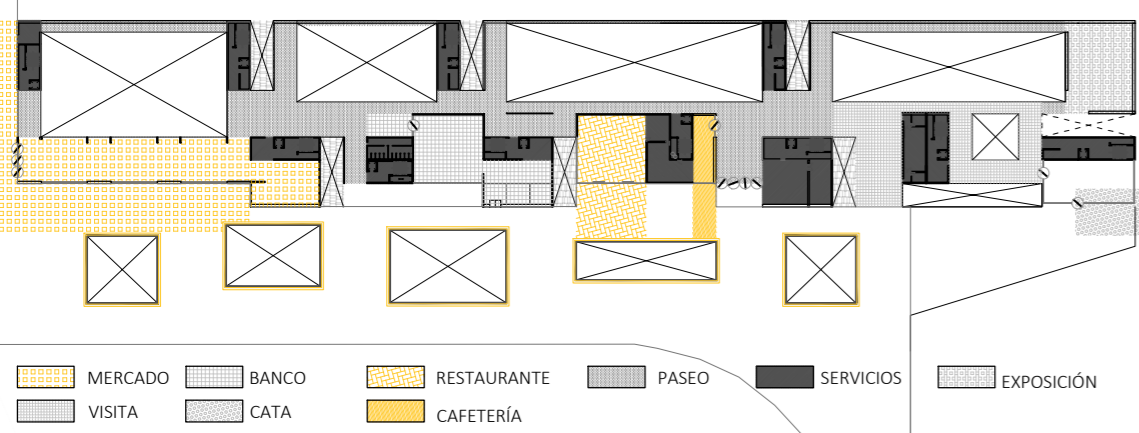 MERCADO BANCO RESTAURANTE PASEO SERVICIOS EXPOSICIÓN
VISITA CATA CAFETERÍA